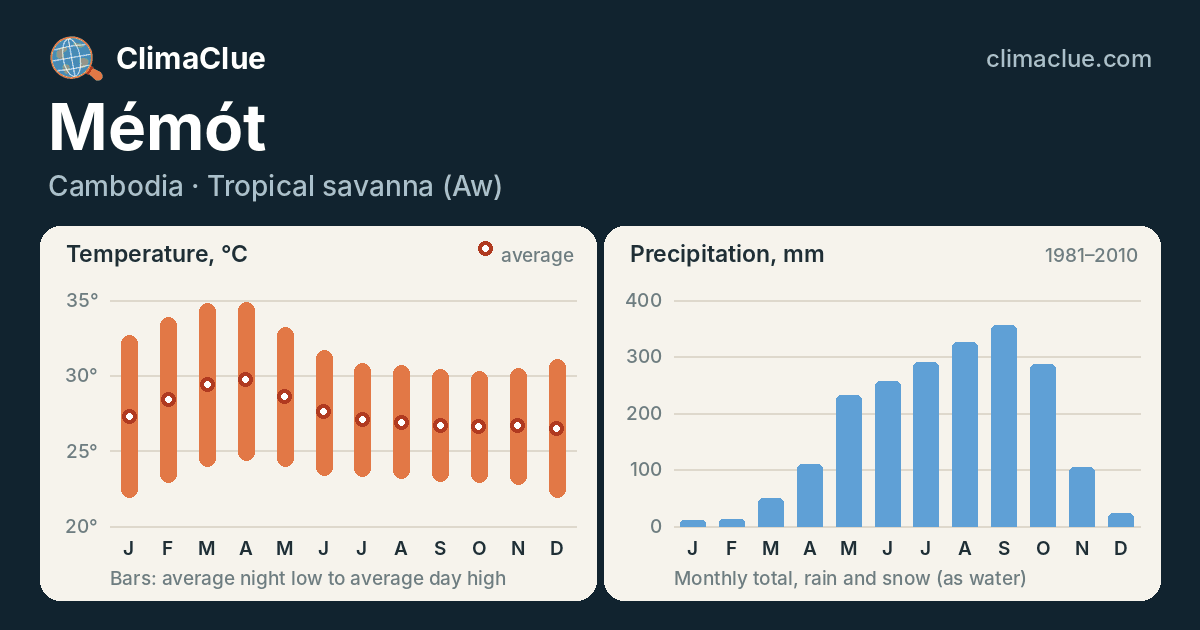 ClimaClue
climaclue.com
Mémót
Cambodia · Tropical savanna (Aw)
Temperature, °C
average
35°
30°
25°
20°
J F M A M J J A S O N D
Bars: average night low to average day high
Precipitation, mm
1981–2010
400
300
200
100
0
J F M A M J J A S O N D
Monthly total, rain and snow (as water)